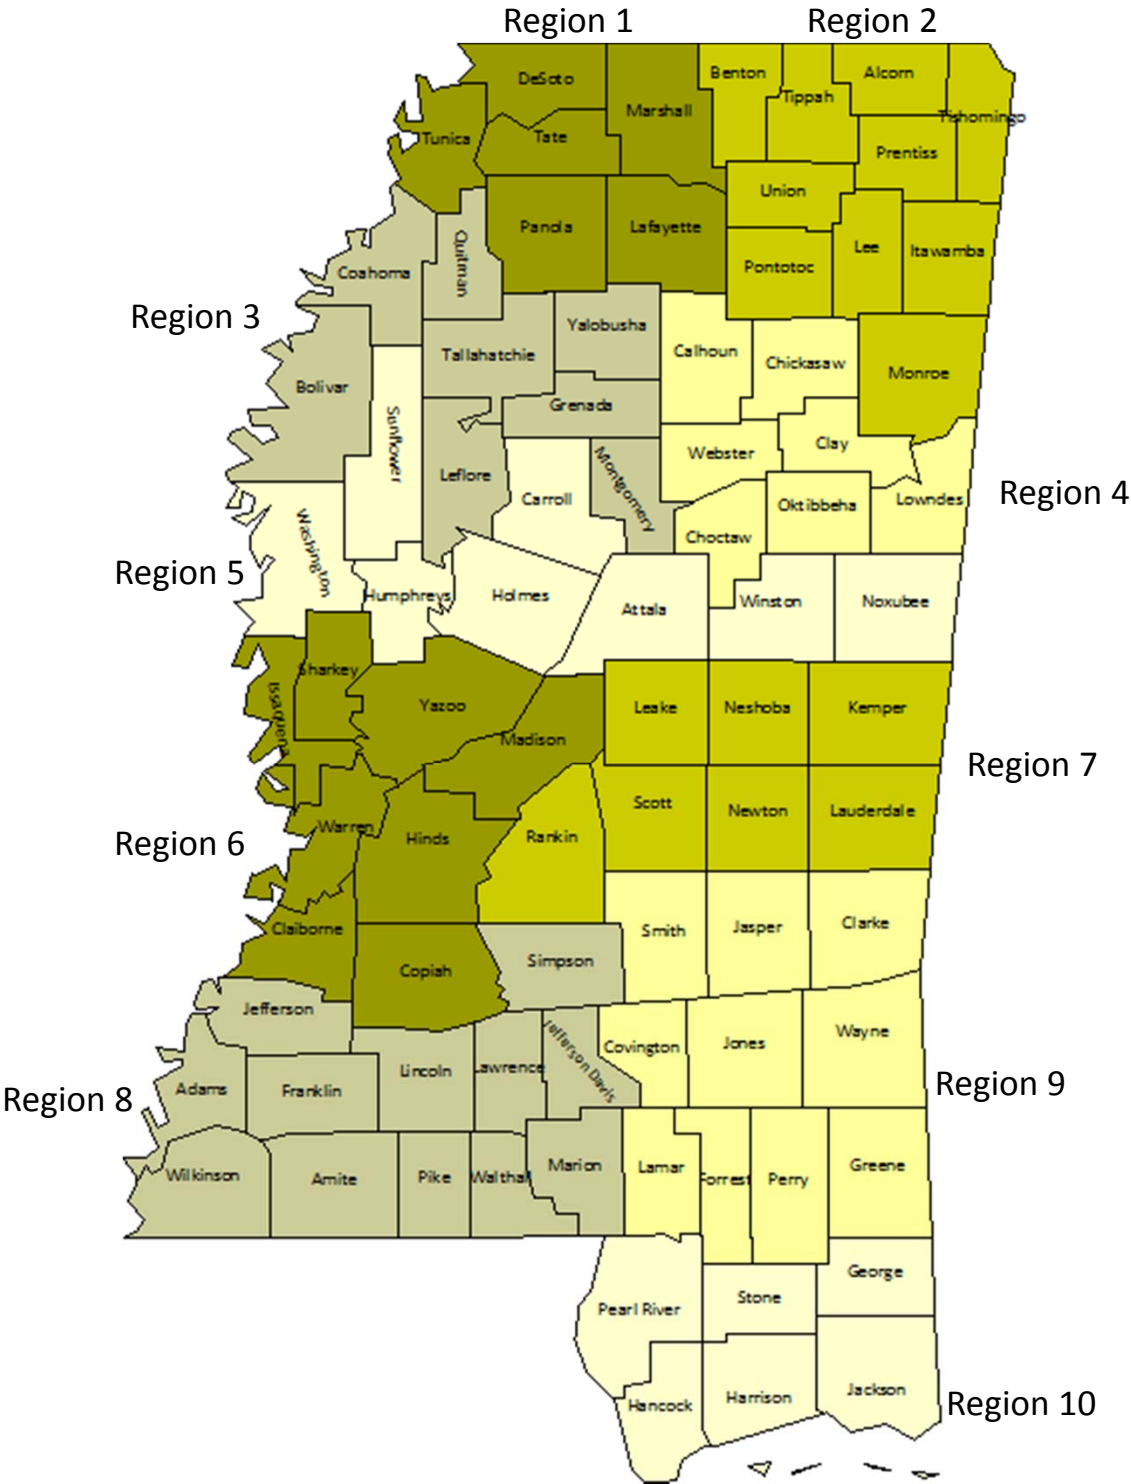 Region 1
Region 2
DeSoto
Benton
Alcorn
Tippah
Marshall
Tishomingo
Tunica
Tate
Prentiss
Union
Panola
Lafayette
Quitman
Lee
Itawamba
Pontotoc
Coahoma
Region 3
Yalobusha
Calhoun
Tallahatchie
Chickasaw
Monroe
Bolivar
Grenada
Sunflower
Clay
Webster
Leflore
Montgomery
Carroll
Oktibbeha
Lowndes
Region 4
Choctaw
Washington
Region 5
Humphreys
Holmes
Attala
Winston
Noxubee
Sharkey
Issaquena
Yazoo
Leake
Neshoba
Kemper
Madison
Region 7
Scott
Newton
Lauderdale
Warren
Hinds
Rankin
Region 6
Claiborne
Smith
Jasper
Clarke
Simpson
Copiah
Jefferson
Jefferson Davis
Covington
Jones
Wayne
Lincoln
Lawrence
Adams
Franklin
Region 8
Region 9
Wilkinson
Amite
Pike
Walthall
Marion
Lamar
Forrest
Perry
Greene
George
Stone
Pearl River
Jackson
Harrison
Hancock
Region 10